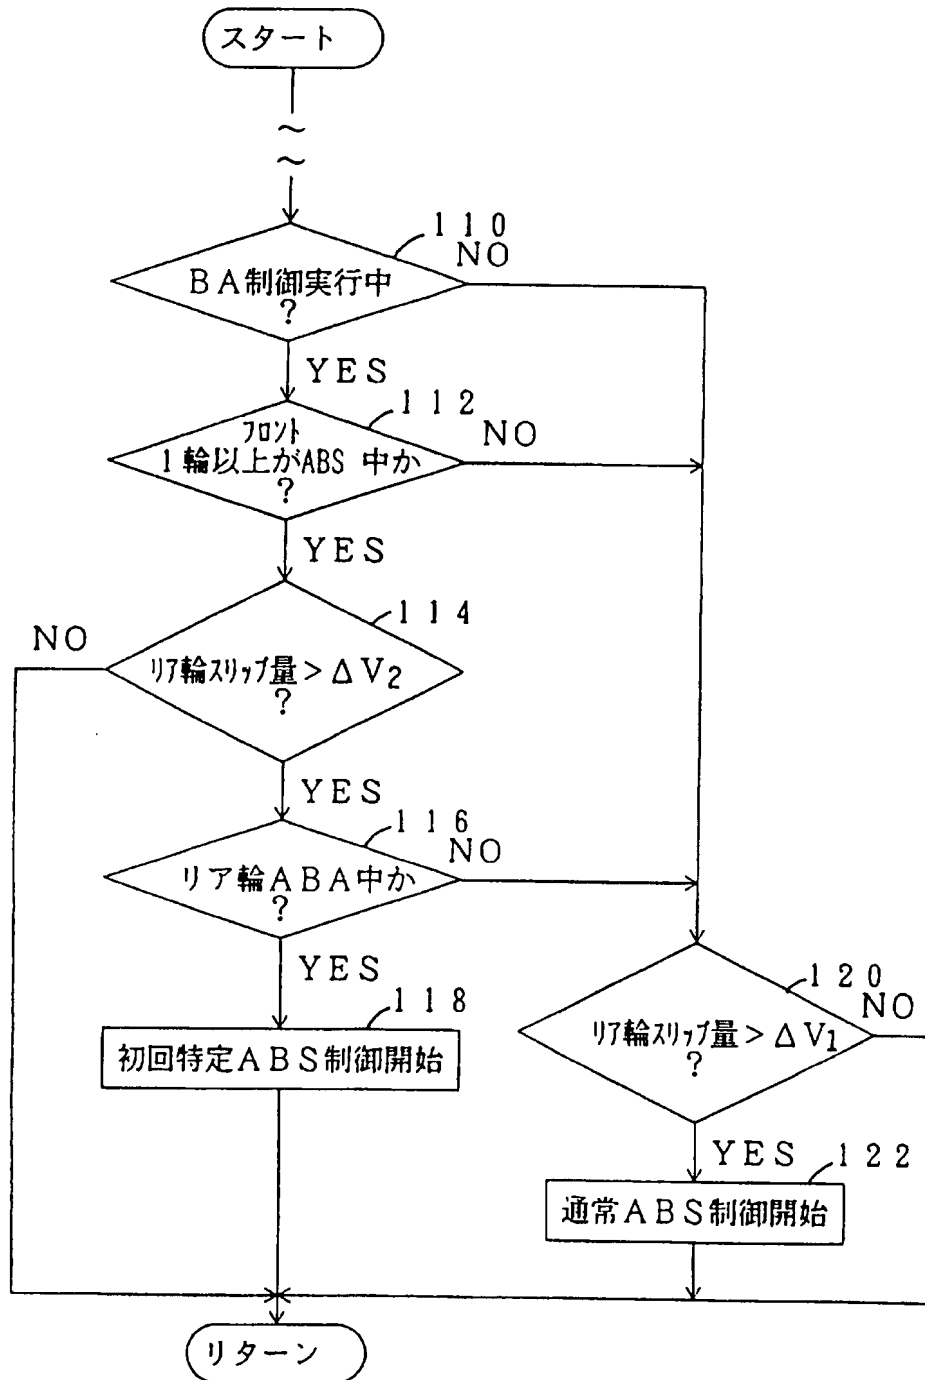 スタート
110
NO
BA制御実行中
?
YES
112
NO
フロント
1輪以上がABS 中か
?
YES
114
NO
リア輪スリップ量>ΔV2
?
YES
116
NO
リア輪ABA中か
?
YES
118
初回特定ABS制御開始
120
NO
リア輪スリップ量>ΔV1
?
YES
122
通常ABS制御開始
リターン